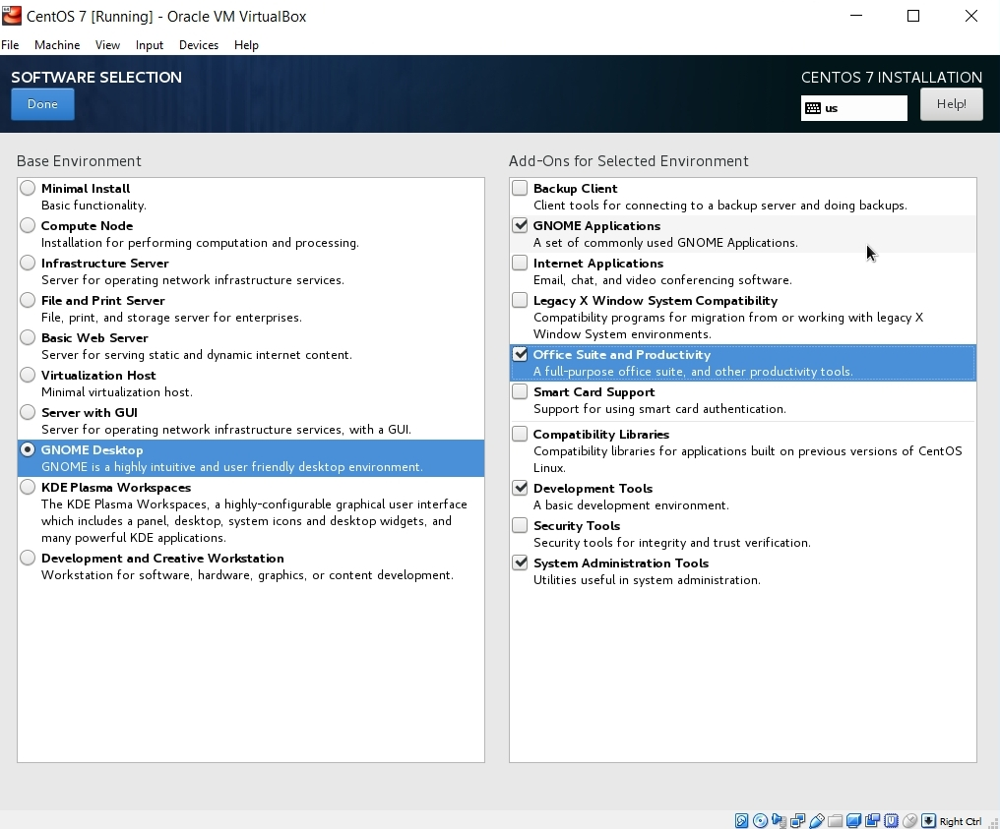 CentOS 7 [Running] - Oracle VM VirtualBox
File Machine View Input Devices Help
SOFTWARE SELECTION
Done
CENTOS 7 INSTALLATION
us
Help!
Base Environment
Minimal Install
Basic functionality.
Compute Node
Installation for performing computation and processing.
Infrastructure Server
Server for operating network infrastructure services.
File and Print Server
File, print, and storage server for enterprises.
Basic Web Server
Server for serving static and dynamic internet content.
Virtualization Host
Minimal virtualization host.
Server with GUI
Server for operating network infrastructure services, with a GUI.
GNOME Desktop
GNOME is a highly intuitive and user friendly desktop environment.
KDE Plasma Workspaces
The KDE Plasma Workspaces, a highly-configurable graphical user interface
which includes a panel, desktop, system icons and desktop widgets, and
many powerful KDE applications.
Development and Creative Workstation
Workstation for software, hardware, graphics, or content development.
Add-Ons for Selected Environment
Backup Client
Client tools for connecting to a backup server and doing backups.
GNOME Applications
A set of commonly used GNOME Applications.
Internet Applications
Email, chat, and video conferencing software.
Legacy X Window System Compatibility
Compatibility programs for migration from or working with legacy X
Window System environments.
Office Suite and Productivity
A full-purpose office suite, and other productivity tools.
Smart Card Support
Support for using smart card authentication.
Compatibility Libraries
Compatibility libraries for applications built on previous versions of CentOS
Linux.
Development Tools
A basic development environment.
Security Tools
Security tools for integrity and trust verification.
System Administration Tools
Utilities useful in system administration.
Right Ctrl